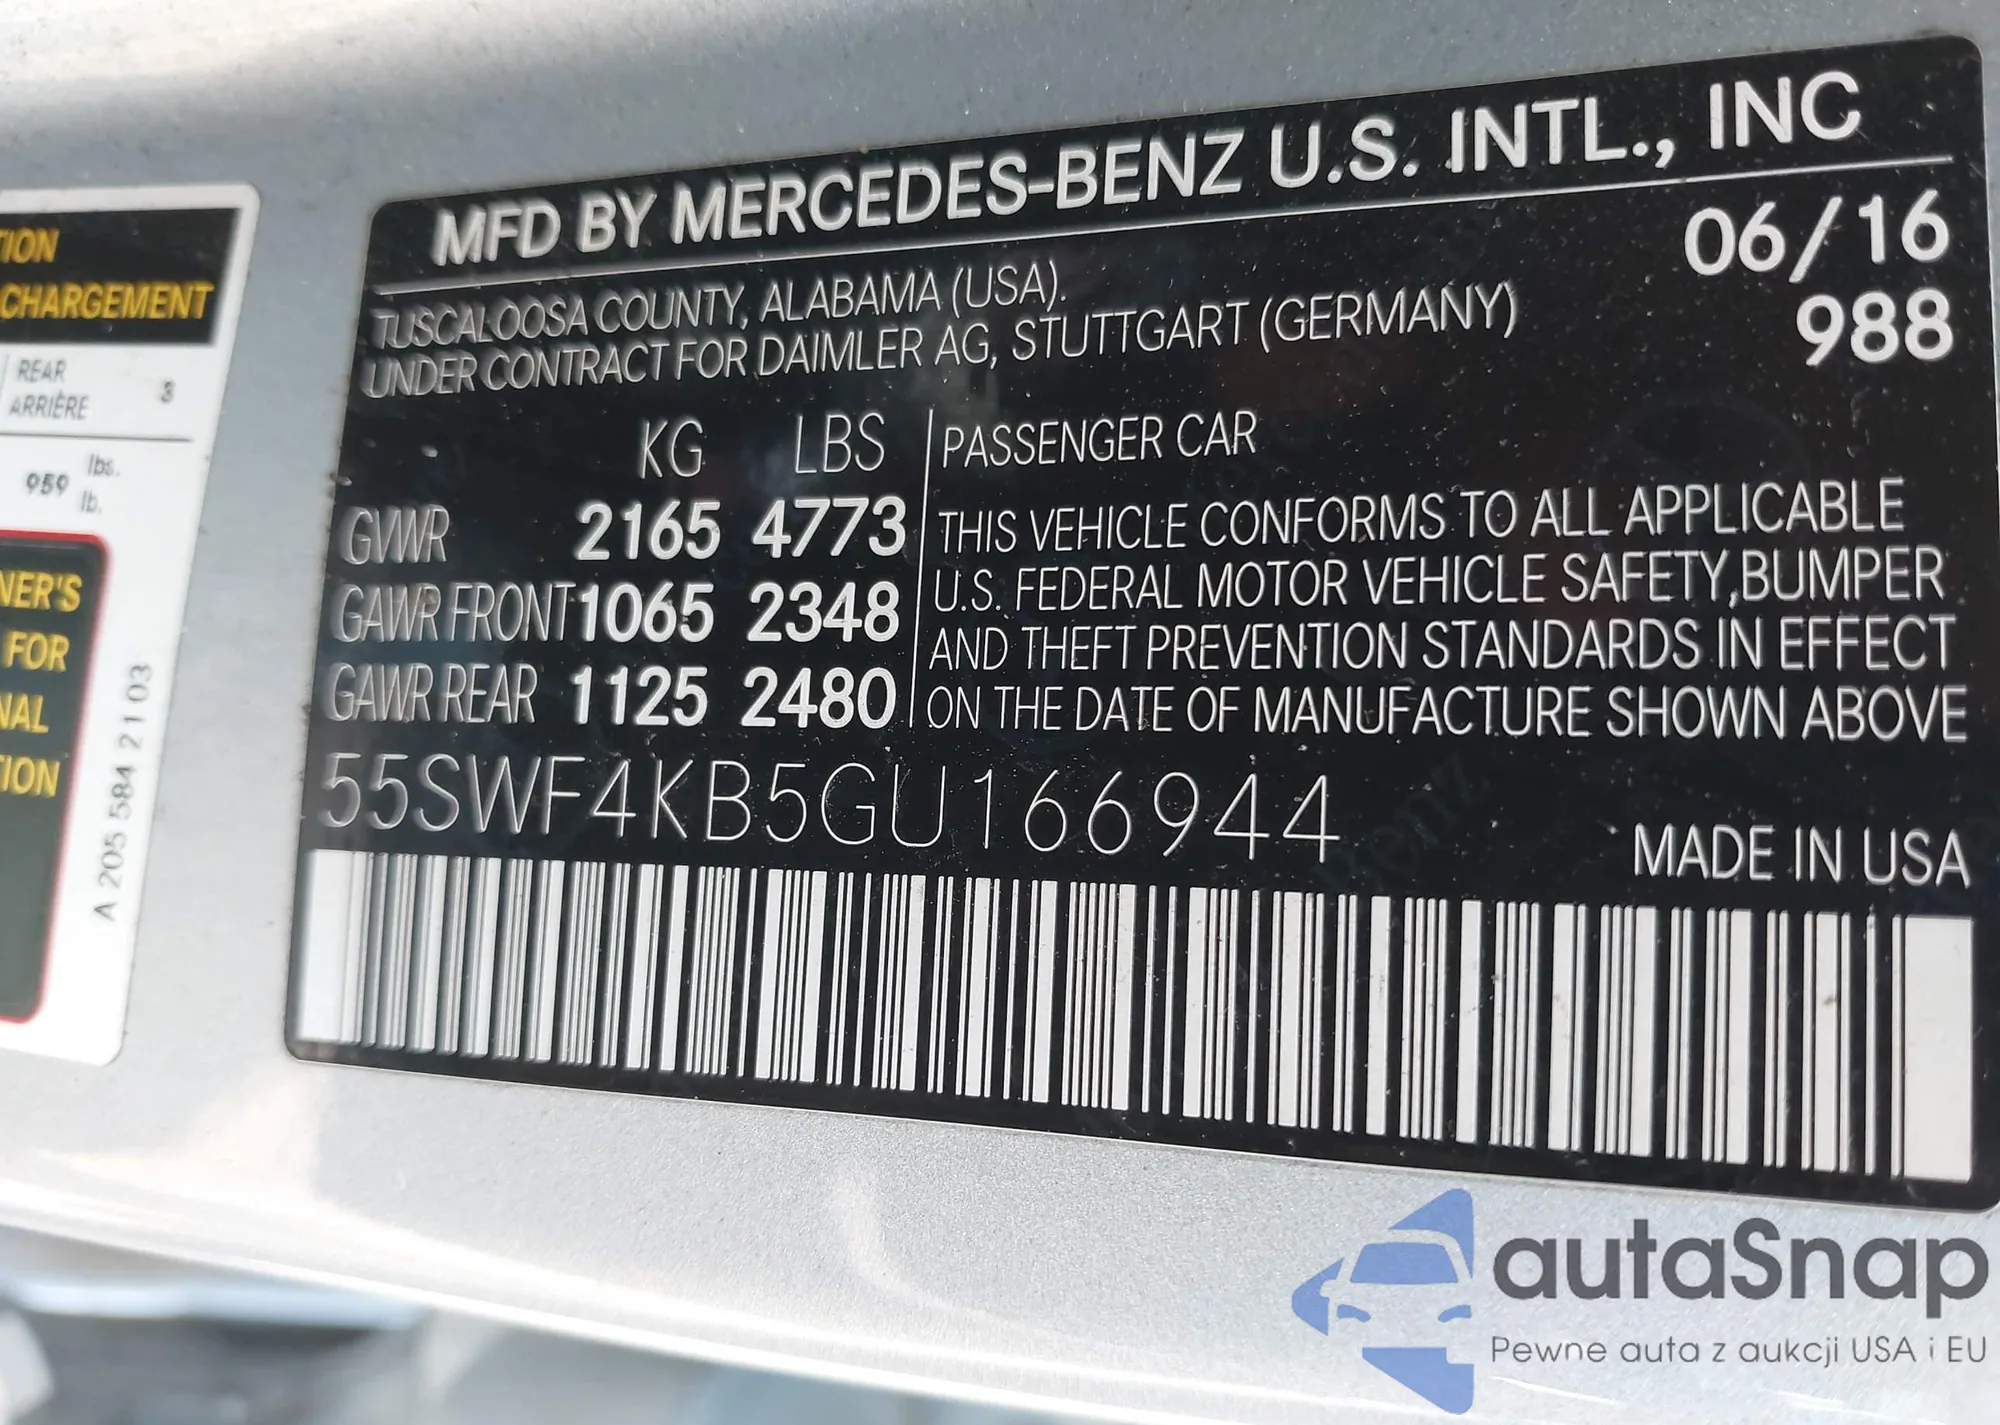 TION
CHARGEMENT
REAR
ARRIÈRE 3
959 lbs.
lb.
NER'S
FOR
NAL
TION
A 205 584 21 03
MFD BY MERCEDES-BENZ U.S. INTL., INC
TUSCALOOSA COUNTY, ALABAMA (USA). 06/16
UNDER CONTRACT FOR DAIMLER AG, STUTTGART (GERMANY) 988
KG LBS
GVWR 2165 4773
GAWR FRONT 1065 2348
GAWR REAR 1125 2480
PASSENGER CAR
THIS VEHICLE CONFORMS TO ALL APPLICABLE
U.S. FEDERAL MOTOR VEHICLE SAFETY,BUMPER
AND THEFT PREVENTION STANDARDS IN EFFECT
ON THE DATE OF MANUFACTURE SHOWN ABOVE
55SWF4KB5GU166944
MADE IN USA
autaSnap
Pewne auta z aukcji USA i EU